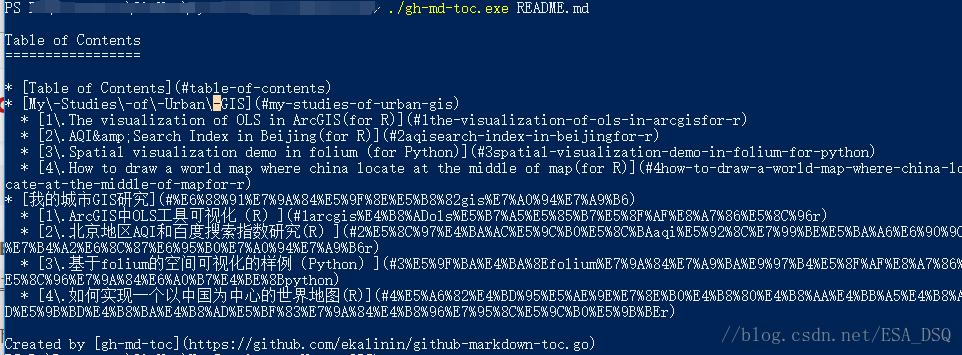 PS
./gh-md-toc.exe README.md
Table of Contents
=================
* [Table of Contents](#table-of-contents)
* [My\-Studies\-of\-Urban\-GIS](#my-studies-of-urban-gis)
* [1\.The visualization of OLS in ArcGIS(for R)](#1the-visualization-of-ols-in-arcgisfor-r)
* [2\.AQI&amp;Search Index in Beijing(for R)](#2aqisearch-index-in-beijingfor-r)
* [3\.Spatial visualization demo in folium (for Python)](#3spatial-visualization-demo-in-folium-for-python)
* [4\.How to draw a world map where china locate at the middle of map(for R)](#4how-to-draw-a-world-map-where-china-lo
cate-at-the-middle-of-mapfor-r)
* [我的城市GIS研究](#%E6%88%91%E7%9A%84%E5%9F%8E%E5%B8%82gis%E7%A0%94%E7%A9%B6)
* [1\.ArcGIS中OLS工具可视化（R）](#1arcgis%E4%B8%ADols%E5%B7%A5%E5%85%B7%E5%8F%AF%E8%A7%86%E5%8C%96r)
* [2\.北京地区AQI和百度搜索指数研究(R) ](#2%E5%8C%97%E4%BA%AC%E5%9C%B0%E5%8C%BAaqi%E5%92%8C%E7%99%BE%E5%BA%A6%E6%90%9C
%E7%B4%A2%E6%8C%87%E6%95%B0%E7%A0%94%E7%A9%B6r)
* [3\.基于folium的空间可视化的样例（Python）](#3%E5%9F%BA%E4%BA%8Efolium%E7%9A%84%E7%A9%BA%E9%97%B4%E5%8F%AF%E8%A7%86%
E5%8C%96%E7%9A%84%E6%A0%B7%E4%BE%8Bpython)
* [4\.如何实现一个以中国为中心的世界地图(R)](#4%E5%A6%82%E4%BD%95%E5%AE%9E%E7%8E%B0%E4%B8%80%E4%B8%AA%E4%BB%A5%E4%B8%A
D%E5%9B%BD%E4%B8%BA%E4%B8%AD%E5%BF%83%E7%9A%84%E4%B8%96%E7%95%8C%E5%9C%B0%E5%9B%BEr)
Created by [gh-md-toc](https://github.com/ekalinin/github-markdown-toc.go)
//blog.csdn.net/ESA_DSQ